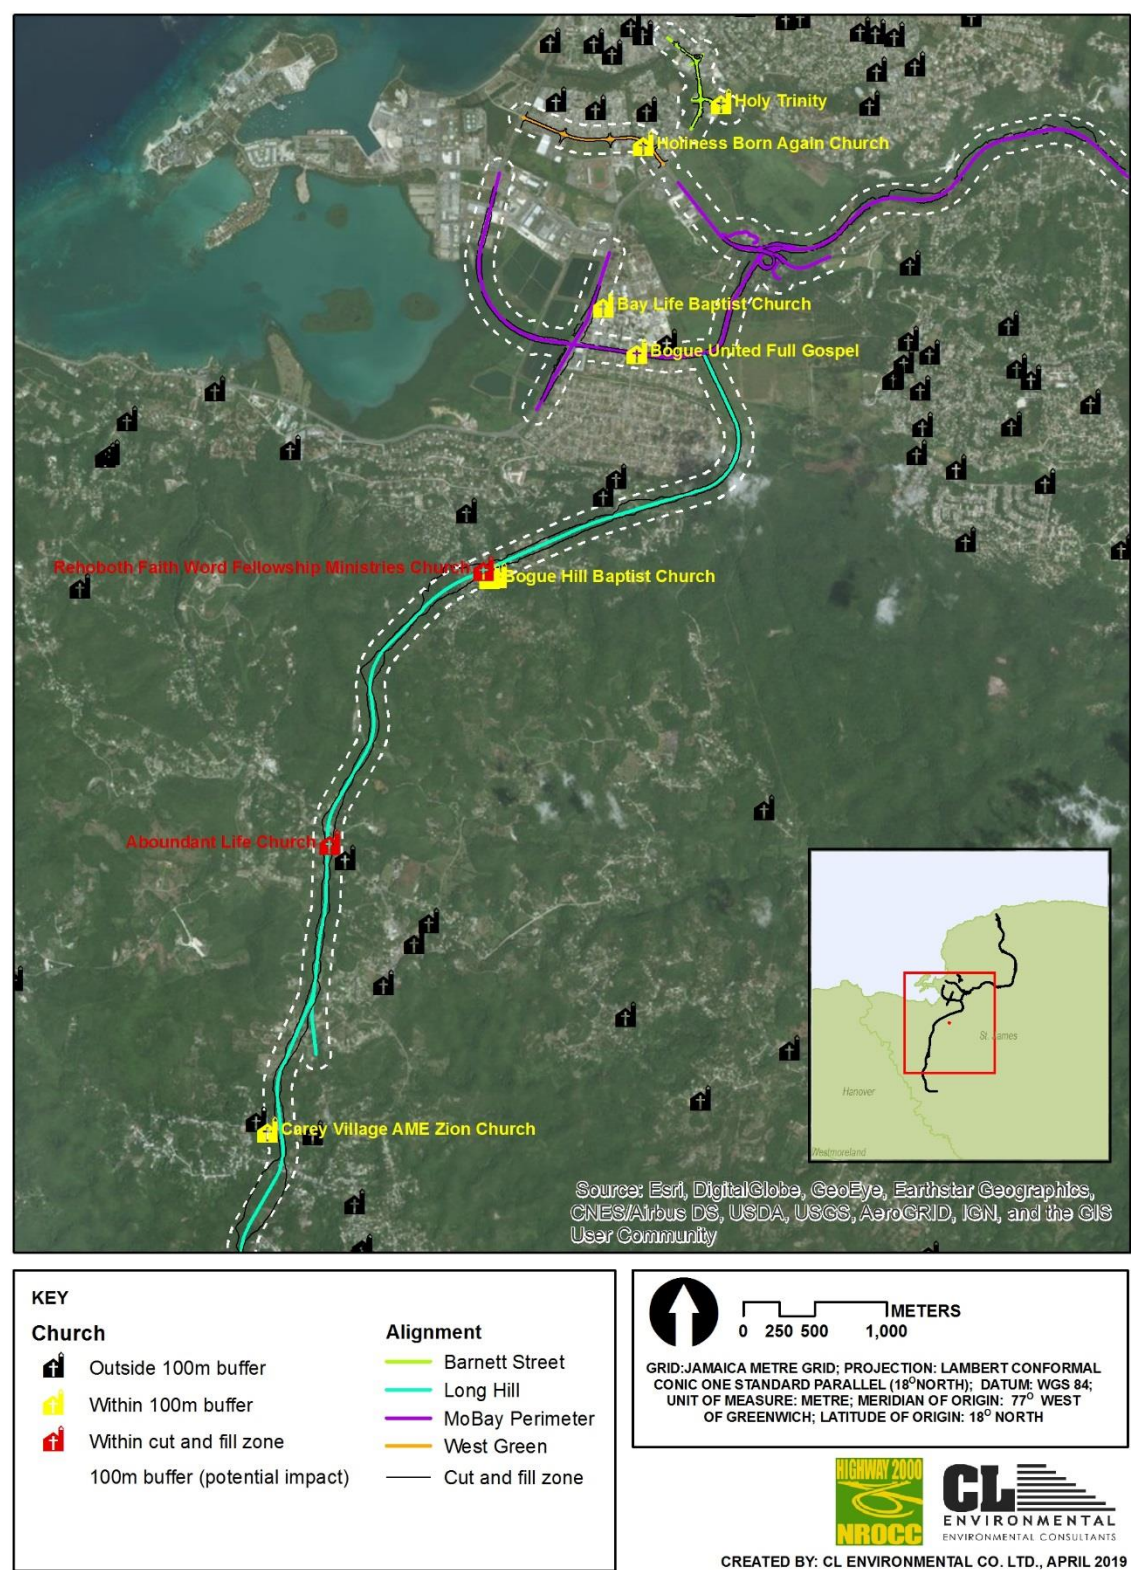 Holy Trinity
Holiness Born Again Church
Bay Life Baptist Church
Bogue United Full Gospel
Rehoboth Faith Word Fellowship Ministries Church
Bogue Hill Baptist Church
Aboundant Life Church
Carey Village AME Zion Church
St. James
Hanover
Westmoreland
Source: Esri, DigitalGlobe, GeoEye, Earthstar Geographics,
CNES/Airbus DS, USDA, USGS, AeroGRID, IGN, and the GIS
User Community
KEY
Church
Outside 100m buffer
Within 100m buffer
Within cut and fill zone
100m buffer (potential impact)
Alignment
Barnett Street
Long Hill
MoBay Perimeter
West Green
Cut and fill zone
METERS
0 250 500 1,000
GRID:JAMAICA METRE GRID; PROJECTION: LAMBERT CONFORMAL
CONIC ONE STANDARD PARALLEL (18⁰NORTH); DATUM: WGS 84;
UNIT OF MEASURE: METRE; MERIDIAN OF ORIGIN: 77⁰ WEST
OF GREENWICH; LATITUDE OF ORIGIN: 18⁰ NORTH
HIGHWAY 2000
NROCC
CL
ENVIRONMENTAL
ENVIRONMENTAL CONSULTANTS
CREATED BY: CL ENVIRONMENTAL CO. LTD., APRIL 2019